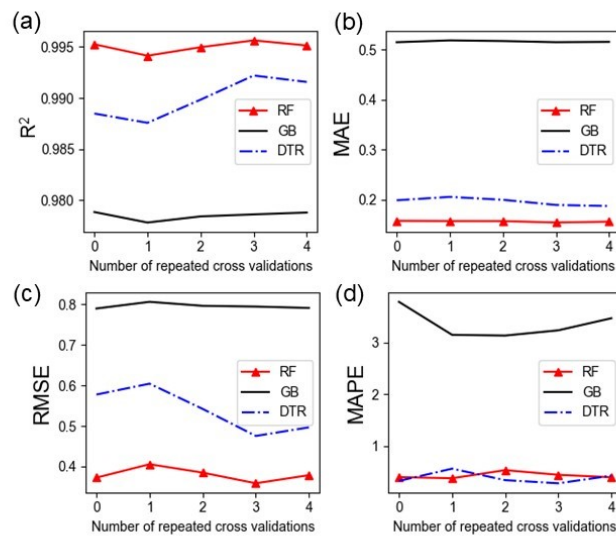 (a)
0.995
0.990
0.985
0.980
R²
RF
GB
DTR
0 1 2 3 4
Number of repeated cross validations
(b)
0.5
0.4
0.3
0.2
MAE
RF
GB
DTR
0 1 2 3 4
Number of repeated cross validations
(c)
0.8
0.7
0.6
0.5
0.4
RMSE
RF
GB
DTR
0 1 2 3 4
Number of repeated cross validations
(d)
3
2
1
MAPE
RF
GB
DTR
0 1 2 3 4
Number of repeated cross validations